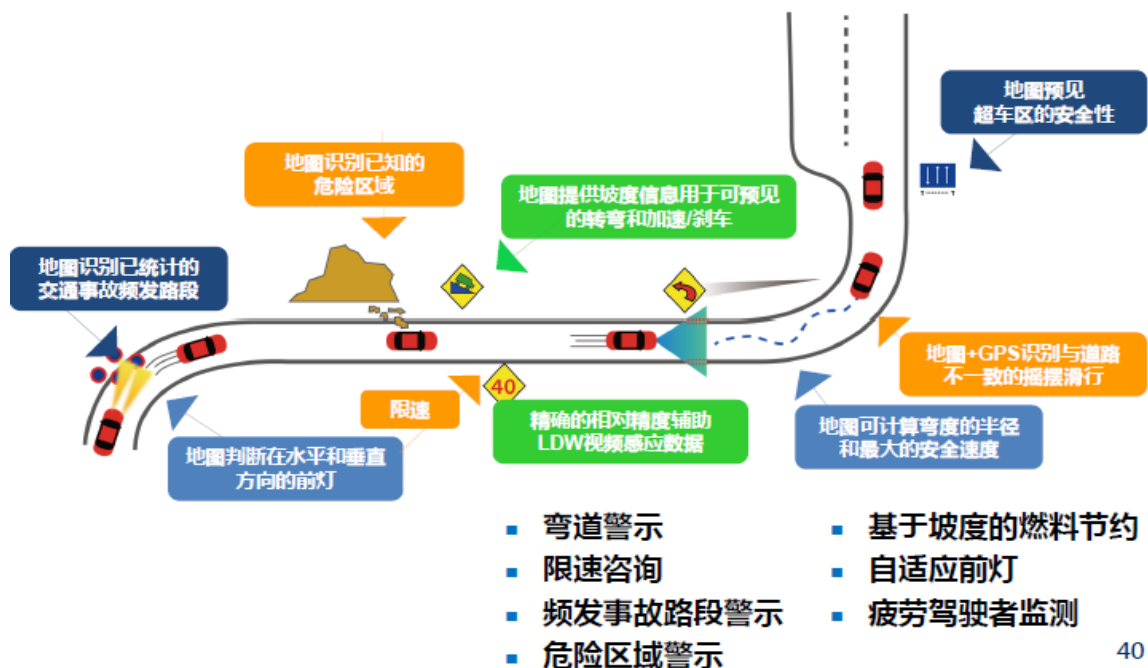 地图预见
超车区的安全性
地图识别已知的
危险区域
地图提供坡度信息用于可预见
的转弯和加速/刹车
地图识别已统计的
交通事故频发路段
地图+GPS识别与道路
不一致的摇摆滑行
限速
40
精确的相对精度辅助
LDW视频感应数据
地图可计算弯度的半径
和最大的安全速度
地图判断在水平和垂直
方向的前灯
▪ 弯道警示
▪ 限速咨询
▪ 频发事故路段警示
▪ 危险区域警示
▪ 基于坡度的燃料节约
▪ 自适应前灯
▪ 疲劳驾驶者监测
40